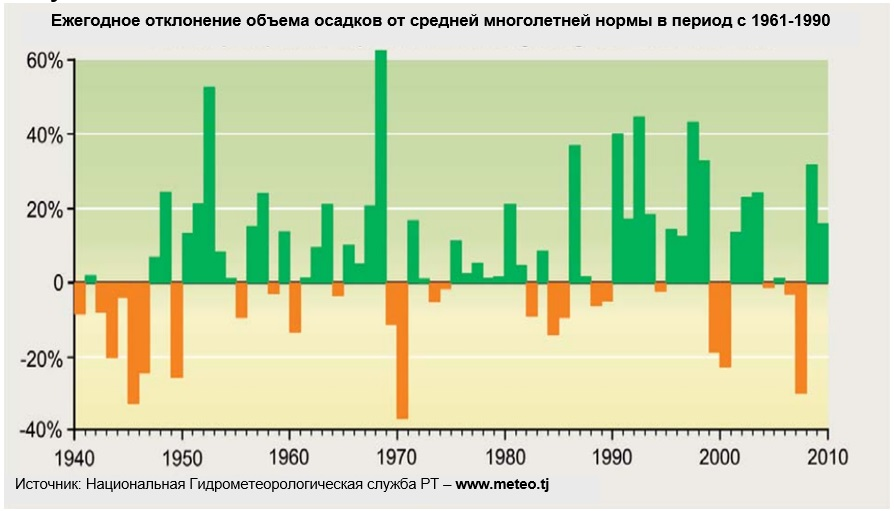 Ежегодное отклонение объема осадков от средней многолетней нормы в период с 1961-1990
60%
40%
20%
0
-20%
-40%
1940 1950 1960 1970 1980 1990 2000 2010
Источник: Национальная Гидрометеорологическая служба РТ – www.meteo.tj